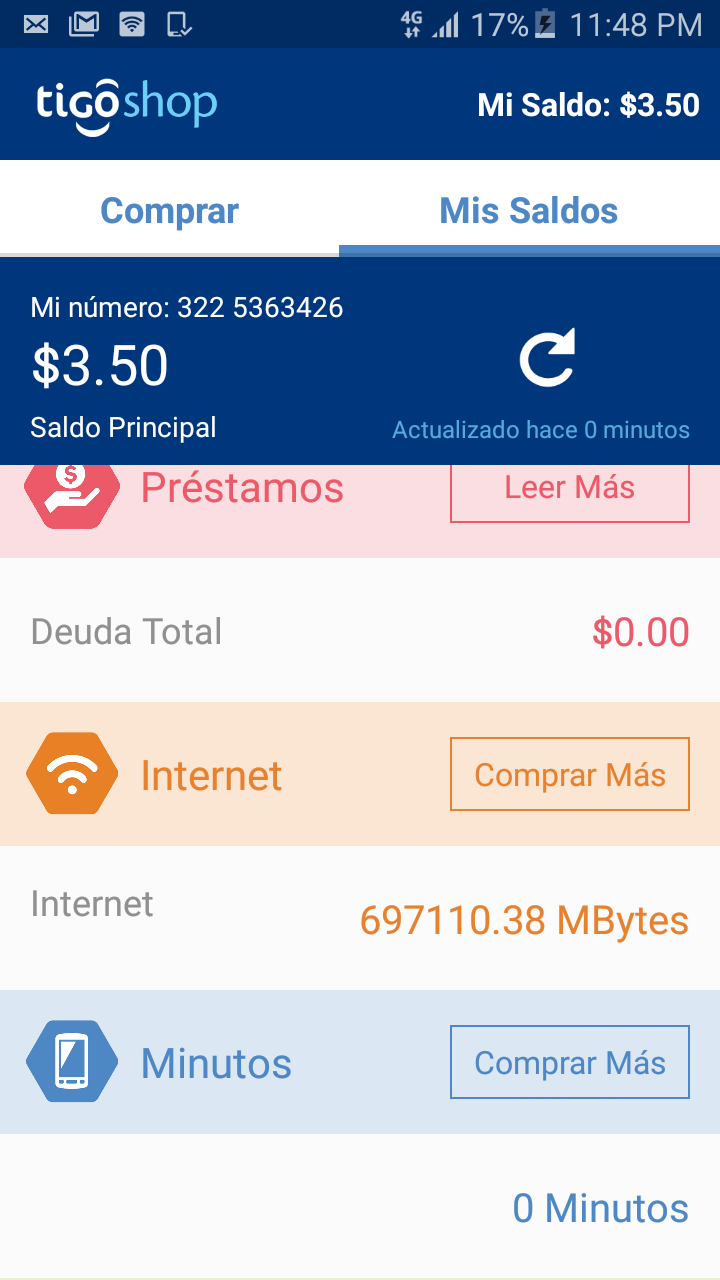 4G 17% 11:48 PM
tigoshop
Mi Saldo: $3.50
Comprar
Mis Saldos
Mi número: 322 5363426
$3.50
Saldo Principal
Actualizado hace 0 minutos
$
Préstamos
Leer Más
Deuda Total
$0.00
Internet
Comprar Más
Internet
697110.38 MBytes
Minutos
Comprar Más
0 Minutos